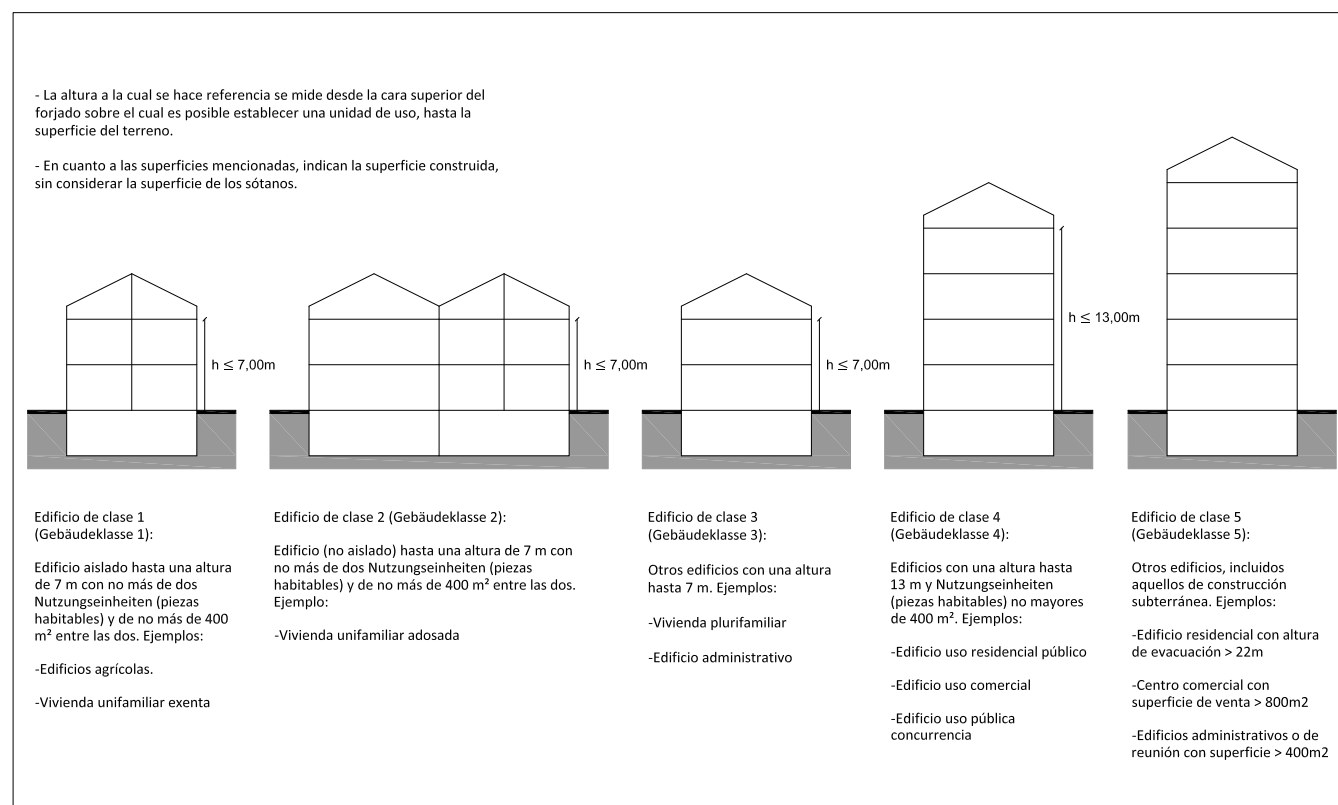 - La altura a la cual se hace referencia se mide desde la cara superior del
forjado sobre el cual es posible establecer una unidad de uso, hasta la
superficie del terreno.
- En cuanto a las superficies mencionadas, indican la superficie construida,
sin considerar la superficie de los sótanos.
h ≤ 7,00m
h ≤ 7,00m
h ≤ 7,00m
h ≤ 13,00m
Edificio de clase 1
(Gebäudeklasse 1):
Edificio aislado hasta una altura
de 7 m con no más de dos
Nutzungseinheiten (piezas
habitables) y de no más de 400
m² entre las dos. Ejemplos:
-Edificios agrícolas.
-Vivienda unifamiliar exenta
Edificio de clase 2 (Gebäudeklasse 2):
Edificio (no aislado) hasta una altura de 7 m con
no más de dos Nutzungseinheiten (piezas
habitables) y de no más de 400 m² entre las dos.
Ejemplo:
-Vivienda unifamiliar adosada
Edificio de clase 3
(Gebäudeklasse 3):
Otros edificios con una altura
hasta 7 m. Ejemplos:
-Vivienda plurifamiliar
-Edificio administrativo
Edificio de clase 4
(Gebäudeklasse 4):
Edificios con una altura hasta
13 m y Nutzungseinheiten
(piezas habitables) no mayores
de 400 m². Ejemplos:
-Edificio uso residencial público
-Edificio uso comercial
-Edificio uso pública
concurrencia
Edificio de clase 5
(Gebäudeklasse 5):
Otros edificios, incluidos
aquellos de construcción
subterránea. Ejemplos:
-Edificio residencial con altura
de evacuación > 22m
-Centro comercial con
superficie de venta > 800m2
-Edificios administrativos o de
reunión con superficie > 400m2